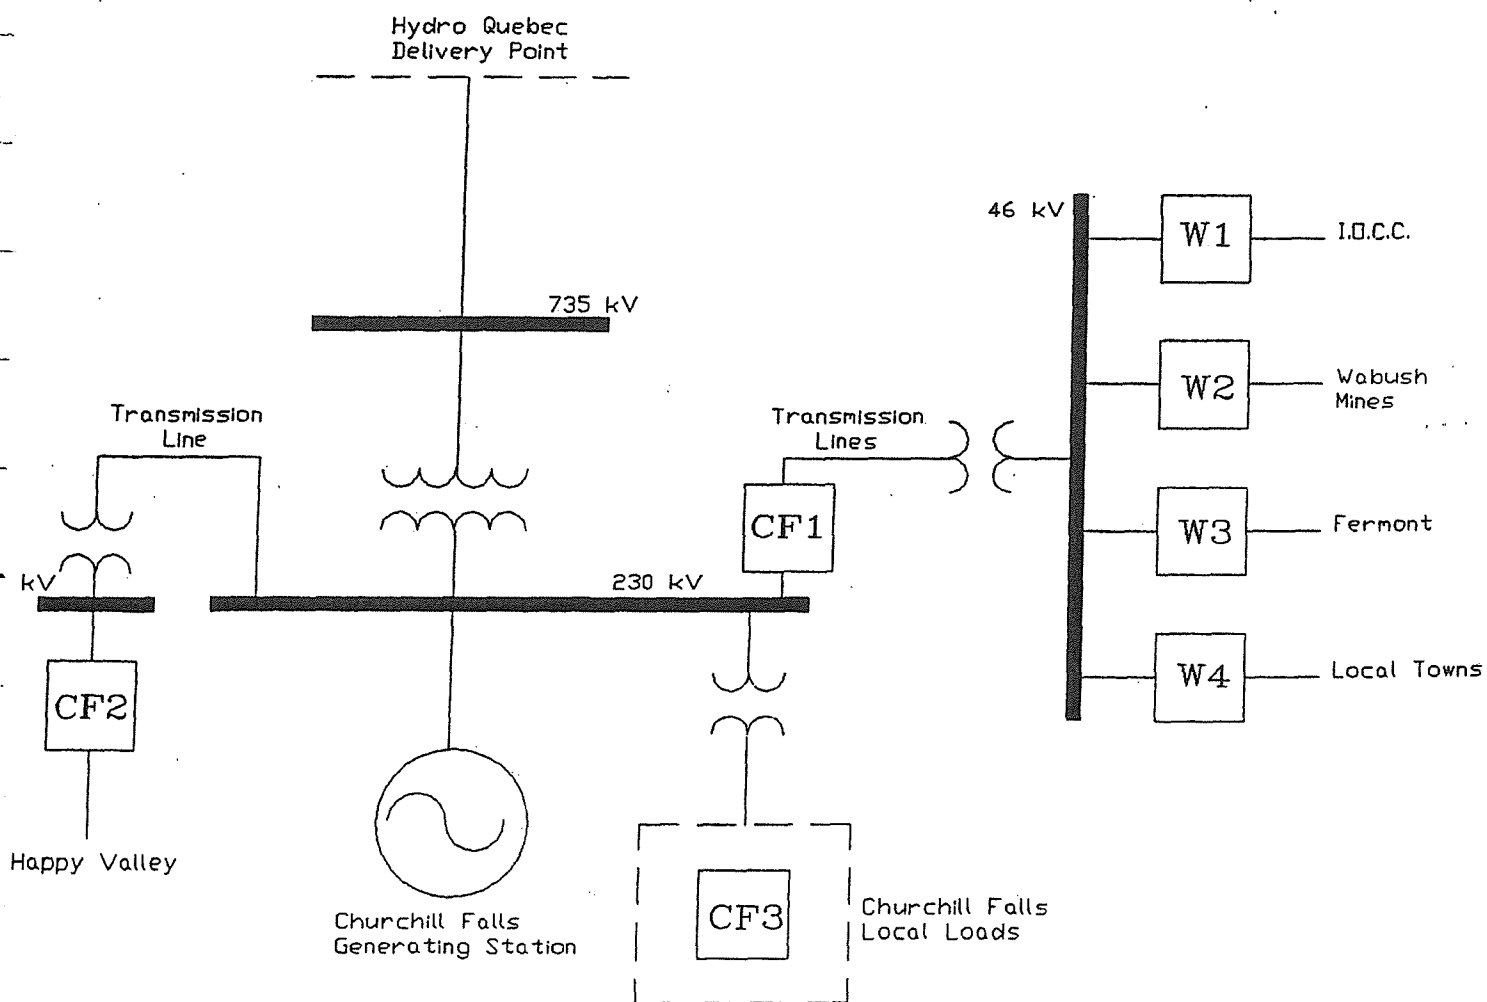 Hydro Quebec
Delivery Point
735 kV
46 kV
W1
I.O.C.C.
W2
Wabush
Mines
Transmission
Line
Transmission
Lines
CF1
W3
Fermont
kV
230 kV
CF2
W4
Local Towns
Happy Valley
CF3
Churchill Falls
Generating Station
Churchill Falls
Local Loads